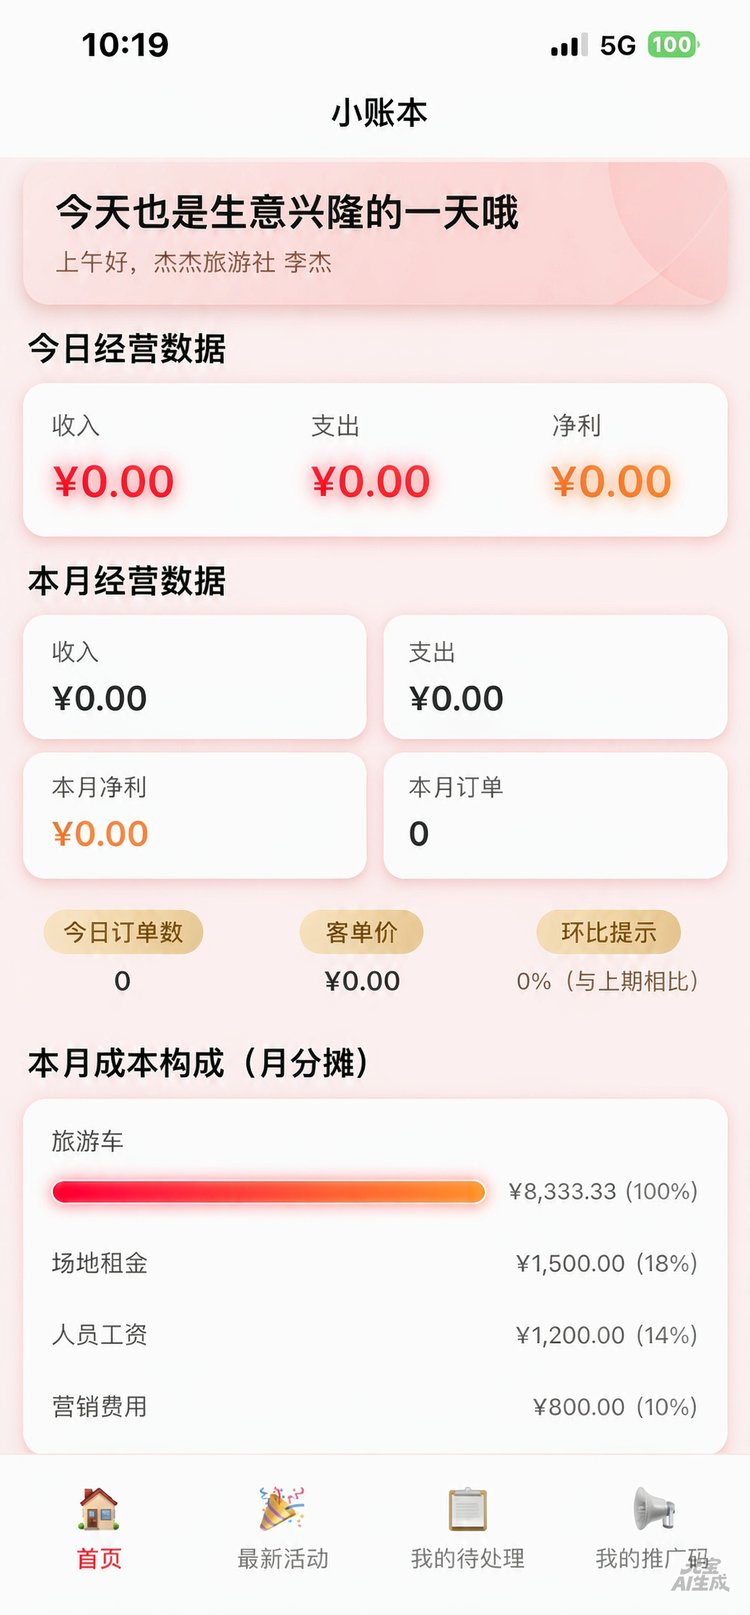 10:19 5G 100
小账本
今天也是生意兴隆的一天哦
上午好，杰杰旅游社 李杰
今日经营数据
收入 支出 净利
¥0.00 ¥0.00 ¥0.00
本月经营数据
收入 支出
¥0.00 ¥0.00
本月净利 本月订单
¥0.00 0
今日订单数 客单价 环比提示
0 ¥0.00 0%（与上期相比）
本月成本构成（月分摊）
旅游车
¥8,333.33 (100%)
场地租金 ¥1,500.00 (18%)
人员工资 ¥1,200.00 (14%)
营销费用 ¥800.00 (10%)
首页 最新活动 我的待处理 我的推广码
元宝
AI生成